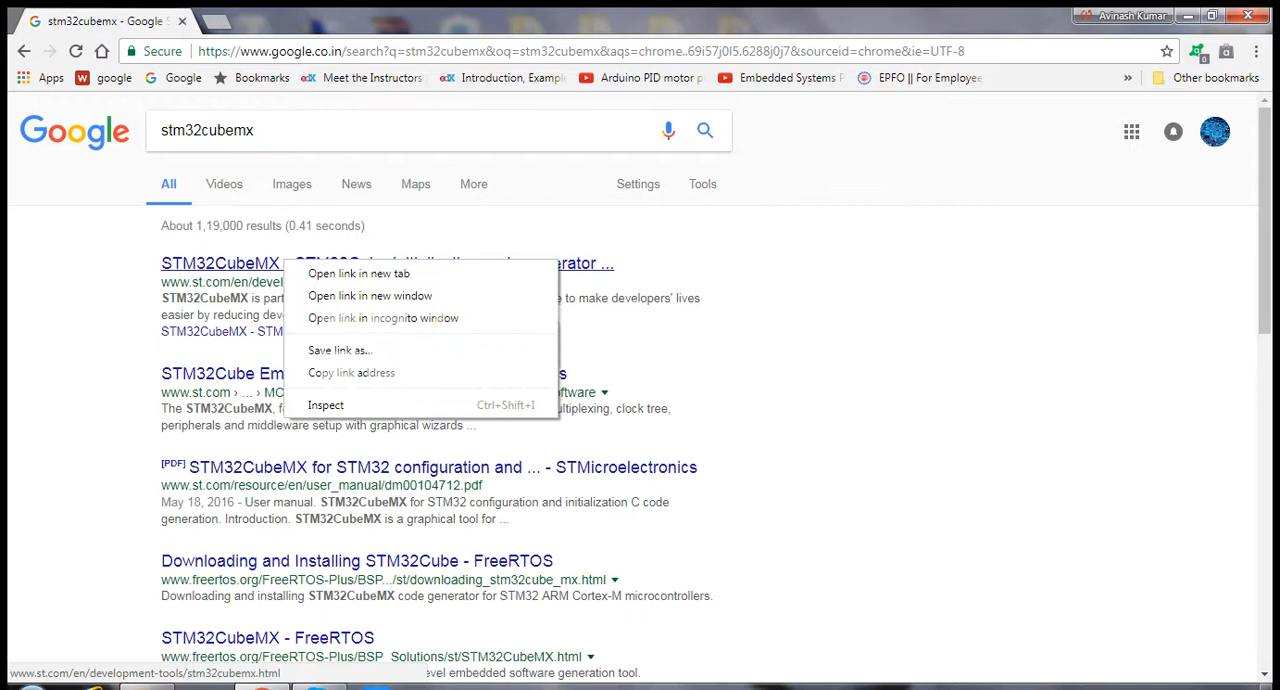 stm32cubemx - Google S
Avinash Kumar
Secure
https://www.google.co.in/search?q=stm32cubemx&oq=stm32cubemx&aqs=chrome..69i57j0l5.6288j0j7&sourceid=chrome&ie=UTF-8
Apps google Google Bookmarks Meet the Instructors Introduction, Example Arduino PID motor p Embedded Systems P EPFO || For Employe » Other bookmarks
Google
stm32cubemx
All Videos Images News Maps More Settings Tools
About 1,19,000 results (0.41 seconds)
STM32CubeMX erator ...
www.st.com/en/devel
STM32CubeMX is part e to make developers' lives
easier by reducing dev
STM32CubeMX - STM
Open link in new tab
Open link in new window
Open link in incognito window
Save link as...
Copy link address
Inspect Ctrl+Shift+I
STM32Cube Em s
www.st.com › ... › MC ftware
The STM32CubeMX, f ultiplexing, clock tree,
peripherals and middleware setup with graphical wizards ...
[PDF] STM32CubeMX for STM32 configuration and ... - STMicroelectronics
www.st.com/resource/en/user_manual/dm00104712.pdf
May 18, 2016 - User manual. STM32CubeMX for STM32 configuration and initialization C code
generation. Introduction. STM32CubeMX is a graphical tool for ...
Downloading and Installing STM32Cube - FreeRTOS
www.freertos.org/FreeRTOS-Plus/BSP.../st/downloading_stm32cube_mx.html
Downloading and installing STM32CubeMX code generator for STM32 ARM Cortex-M microcontrollers.
STM32CubeMX - FreeRTOS
www.freertos.org/FreeRTOS-Plus/BSP_Solutions/st/STM32CubeMX.html
www.st.com/en/development-tools/stm32cubemx.html
evel embedded software generation tool.